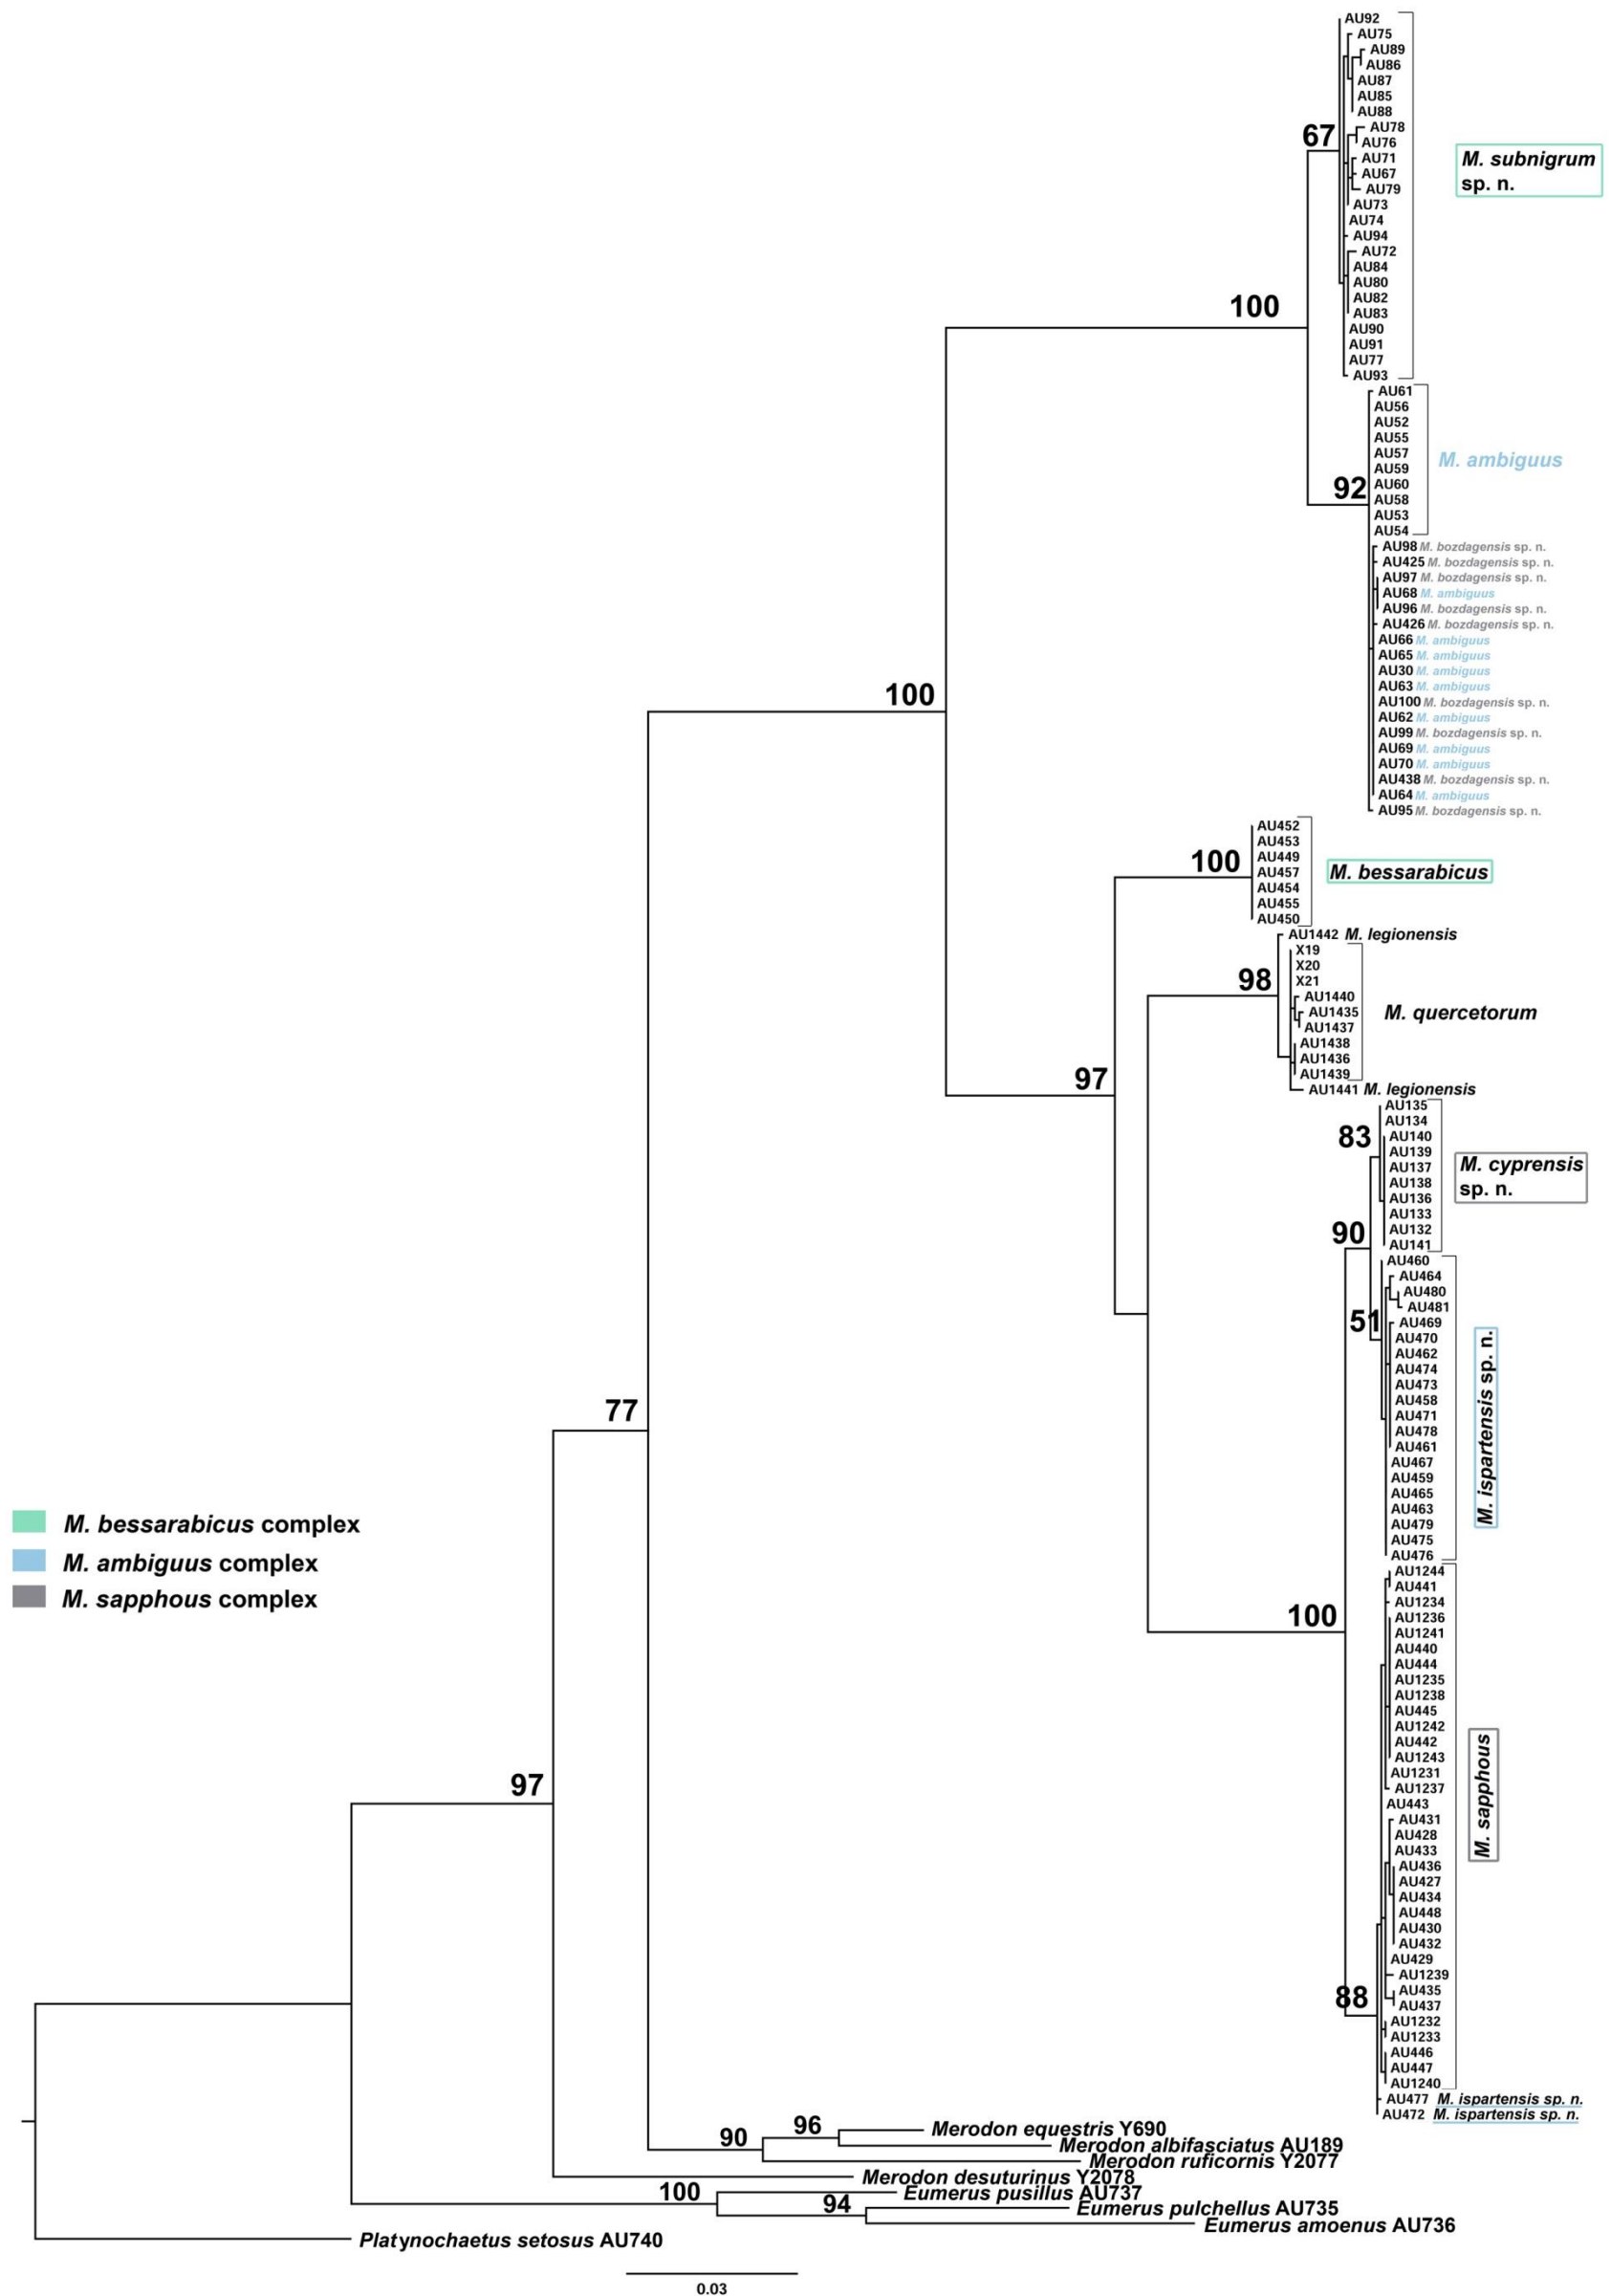 AU92
AU75
AU89
AU86
AU87
AU85
AU88
AU78
67
AU76
AU71
M. subnigrum
AU67
sp. n.
AU79
AU73
AU74
AU94
AU72
AU84
AU80
AU82
100
AU83
AU90
AU91
AU77
AU93
AU61
AU56
AU52
AU55
AU57
M. ambiguus
AU59
AU60
92
AU58
AU53
AU54
AU98 M. bozdagensis sp. n.
AU425 M. bozdagensis sp. n.
AU97 M. bozdagensis sp. n.
AU68 M. ambiguus
AU96 M. bozdagensis sp. n.
AU426 M. bozdagensis sp. n.
AU66 M. ambiguus
AU65 M. ambiguus
AU30 M. ambiguus
AU63 M. ambiguus
100
AU100 M. bozdagensis sp. n.
AU62 M. ambiguus
AU99 M. bozdagensis sp. n.
AU69 M. ambiguus
AU70 M. ambiguus
AU438 M. bozdagensis sp. n.
AU64 M. ambiguus
AU95 M. bozdagensis sp. n.
AU452
AU453
100
AU449
AU457
M. bessarabicus
AU454
AU455
AU450
AU1442 M. legionensis
X19
X20
98
X21
AU1440
AU1435
M. quercetorum
AU1437
AU1438
AU1436
97
AU1439
AU1441 M. legionensis
AU135
AU134
83
AU140
AU139
M. cyprensis
AU137
AU138
sp. n.
AU136
AU133
AU132
90
AU141
AU460
AU464
AU480
AU481
51
AU469
AU470
AU462
AU474
AU473
AU458
M. ispartensis sp. n.
77
AU471
AU478
AU461
AU467
AU459
AU465
AU463
AU479
M. bessarabicus complex
AU475
AU476
M. ambiguus complex
AU1244
AU441
M. sapphous complex
AU1234
100
AU1236
AU1241
AU440
AU444
AU1235
AU1238
AU445
AU1242
AU442
AU1243
AU1231
97
AU1237
M. sapphous
AU443
AU431
AU428
AU433
AU436
AU427
AU434
AU448
AU430
AU432
AU429
AU1239
AU435
88
AU437
AU1232
AU1233
AU446
AU447
AU1240
AU477 M. ispartensis sp. n.
AU472 M. ispartensis sp. n.
96
Merodon equestris Y690
90
Merodon albifasciatus AU189
Merodon ruficornis Y2077
Merodon desuturinus Y2078
100
Eumerus pusillus AU737
94
Eumerus pulchellus AU735
Eumerus amoenus AU736
Platynochaetus setosus AU740
0.03